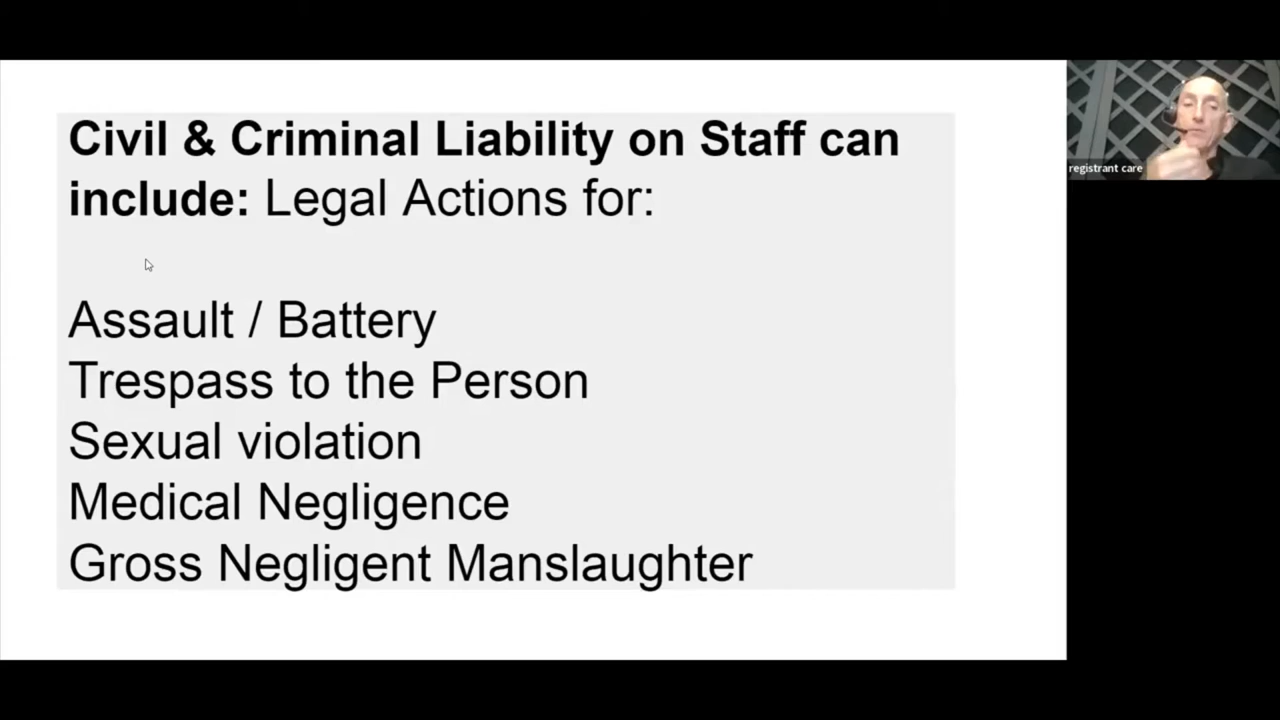 Civil & Criminal Liability on Staff can
include: Legal Actions for:
Assault / Battery
Trespass to the Person
Sexual violation
Medical Negligence
Gross Negligent Manslaughter
registrant care